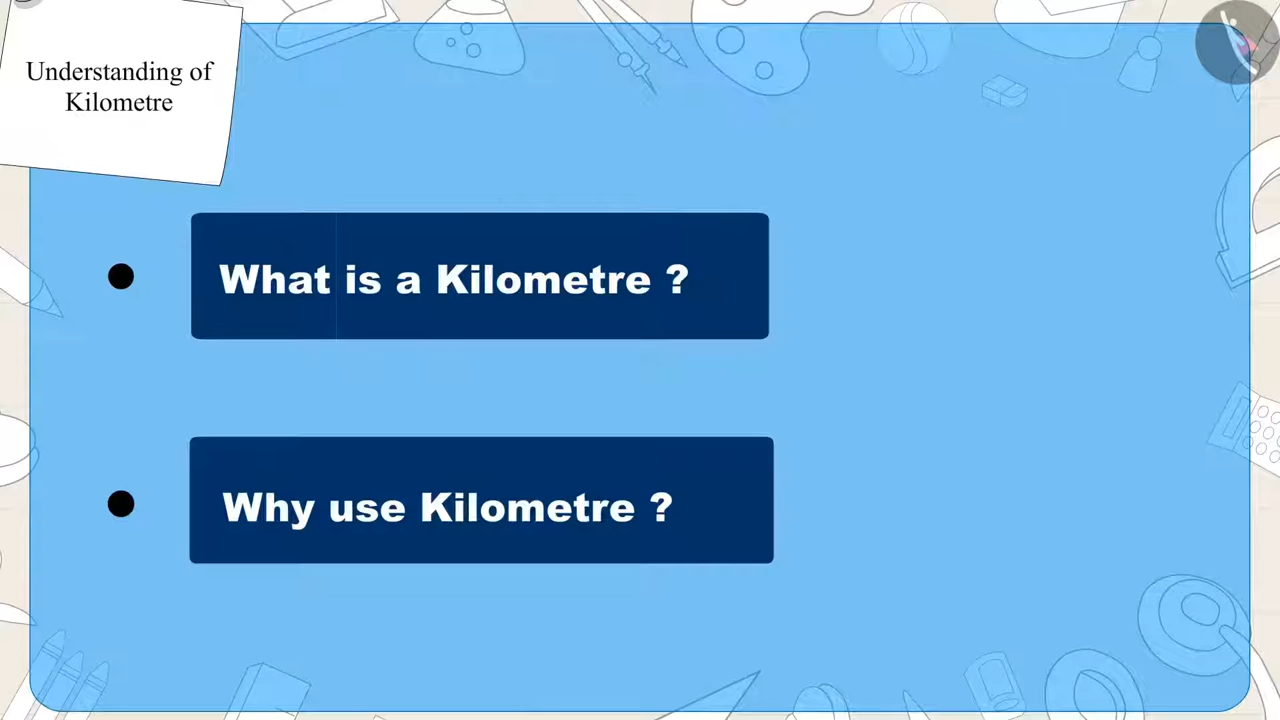 Understanding of
Kilometre
What is a Kilometre ?
Why use Kilometre ?